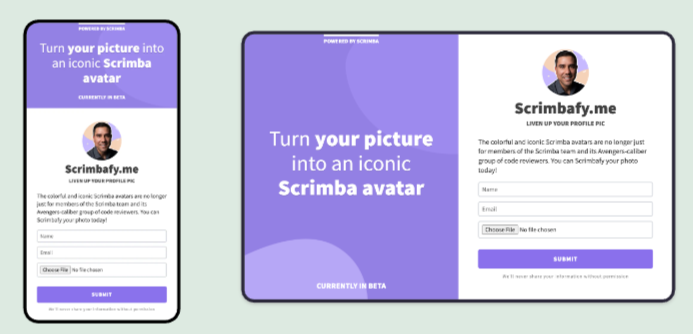 POWERED BY SCRIMBA
Turn your picture into
an iconic Scrimba
avatar
CURRENTLY IN BETA
Scrimbafy.me
LIVEN UP YOUR PROFILE PIC
The colorful and iconic Scrimba avatars are no longer
just for members of the Scrimba team and its
Avengers-caliber group of code reviewers. You can
Scrimbafy your photo today!
Name
Email
Choose File No file chosen
SUBMIT
We'll never share your information without permission
POWERED BY SCRIMBA
Turn your picture
into an iconic
Scrimba avatar
CURRENTLY IN BETA
Scrimbafy.me
LIVEN UP YOUR PROFILE PIC
The colorful and iconic Scrimba avatars are no longer just
for members of the Scrimba team and its Avengers-caliber
group of code reviewers. You can Scrimbafy your photo
today!
Name
Email
Choose File No file chosen
SUBMIT
We'll never share your information without permission